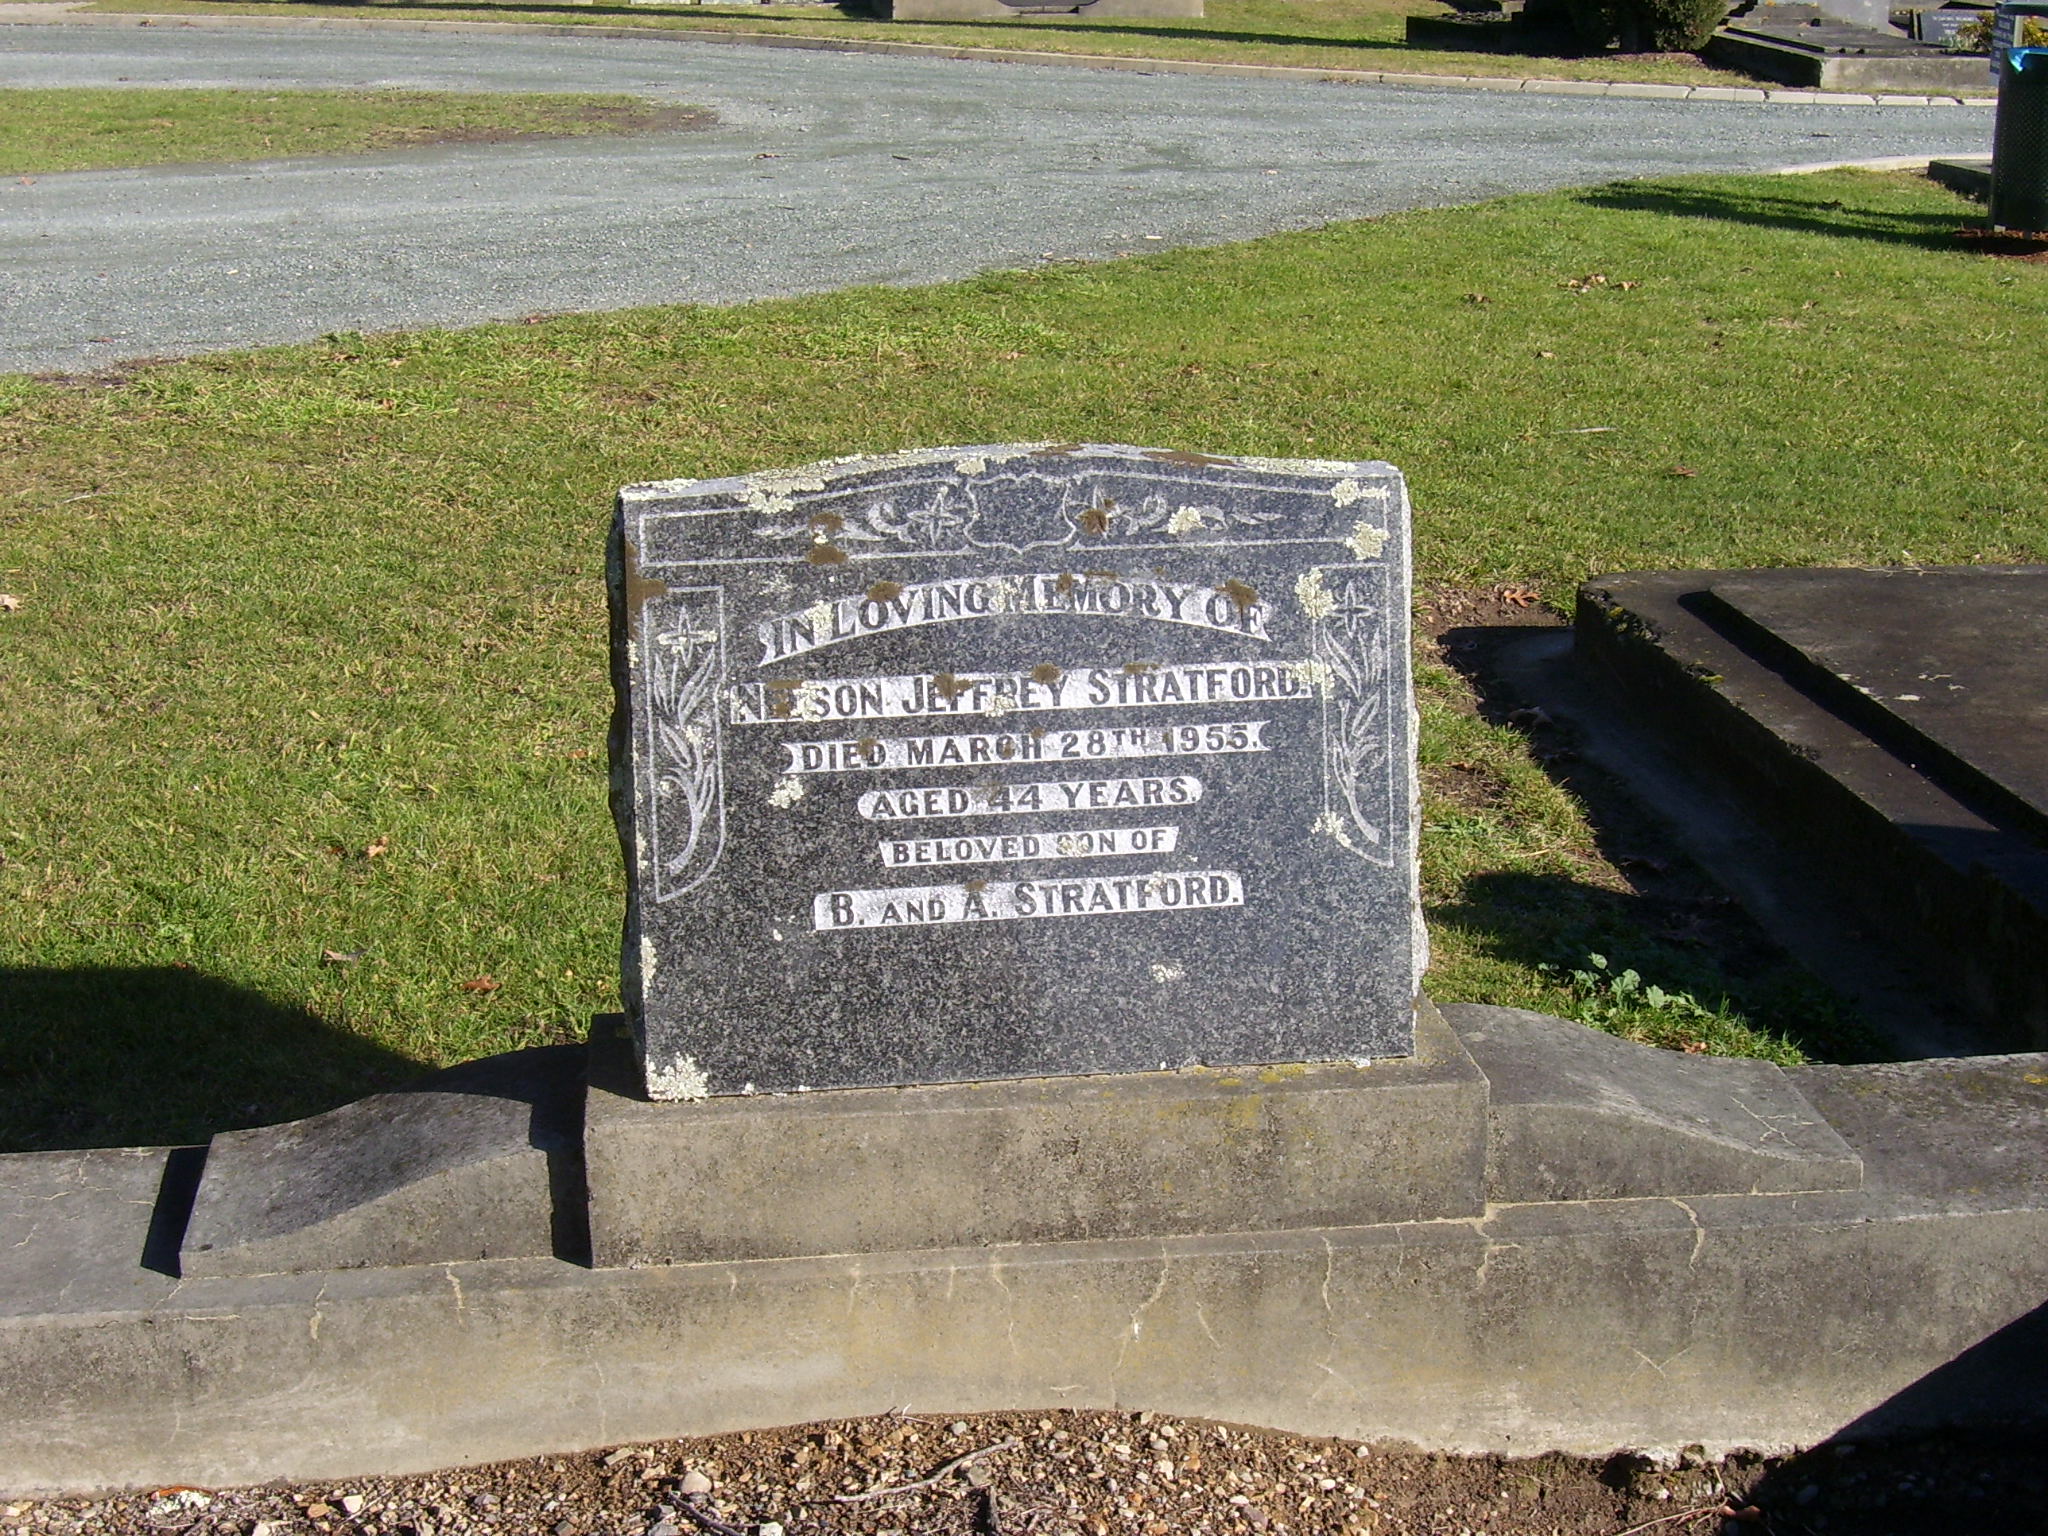 IN LOVING MEMORY OF
NELSON JEFFREY STRATFORD.
DIED MARCH 28TH 1955.
AGED 44 YEARS.
BELOVED SON OF
B. AND A. STRATFORD.